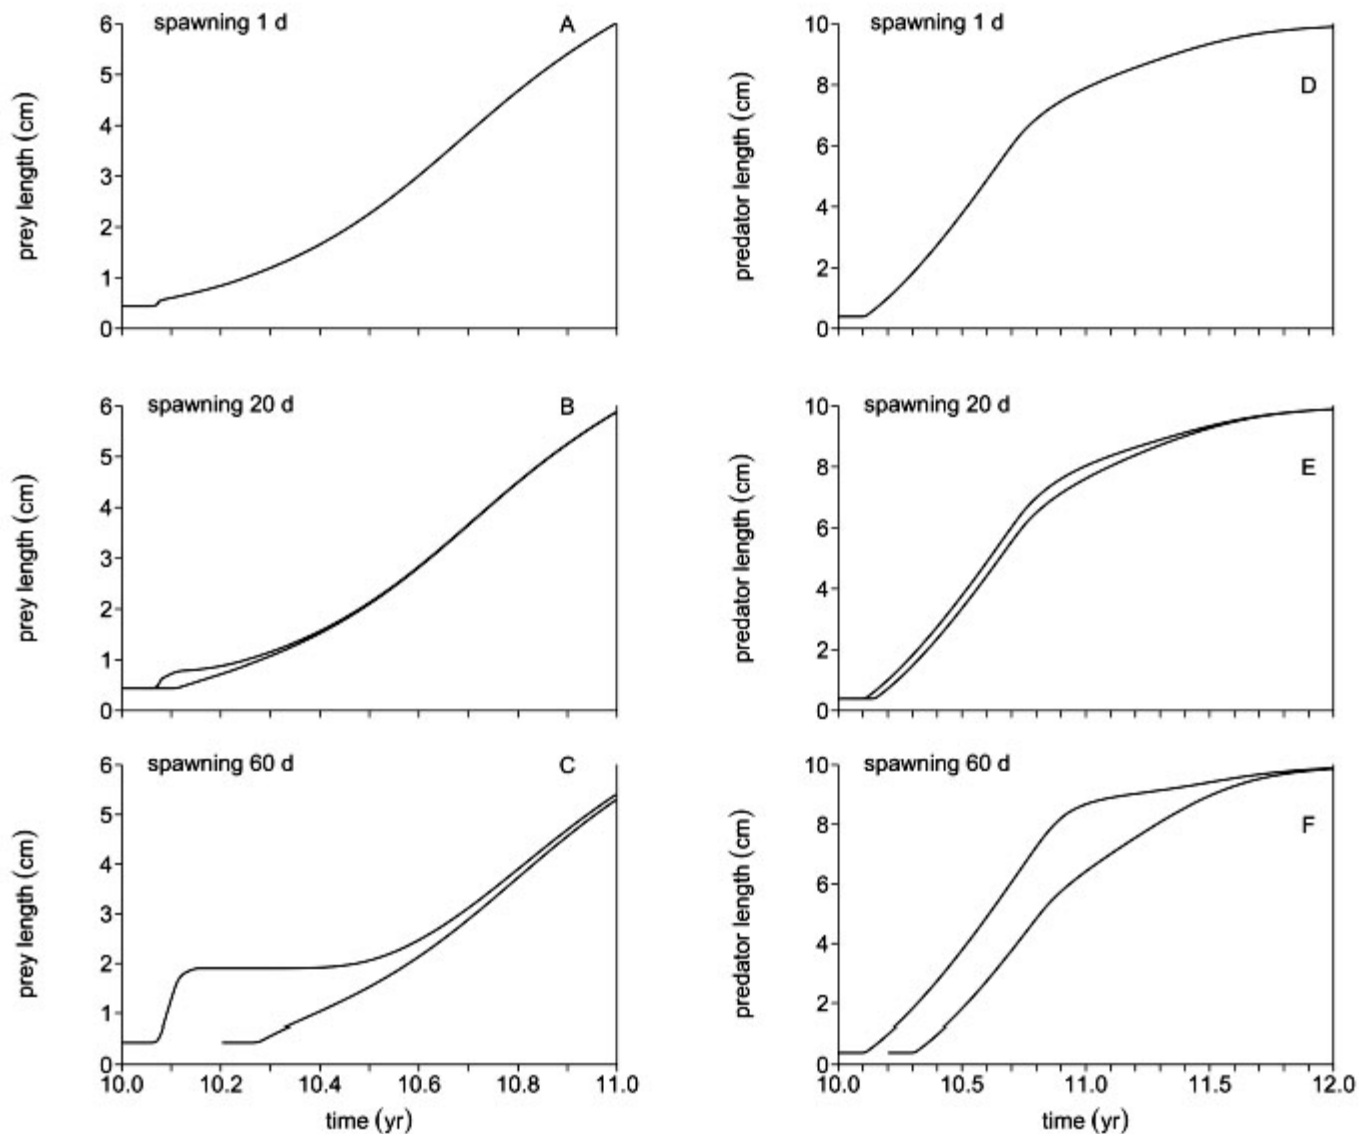 spawning 1 d
A
prey length (cm)
6
5
4
3
2
1
0
spawning 1 d
D
predator length (cm)
10
8
6
4
2
0
spawning 20 d
B
prey length (cm)
6
5
4
3
2
1
0
spawning 20 d
E
predator length (cm)
10
8
6
4
2
0
spawning 60 d
C
prey length (cm)
6
5
4
3
2
1
0
10.0 10.2 10.4 10.6 10.8 11.0
time (yr)
spawning 60 d
F
predator length (cm)
10
8
6
4
2
0
10.0 10.5 11.0 11.5 12.0
time (yr)